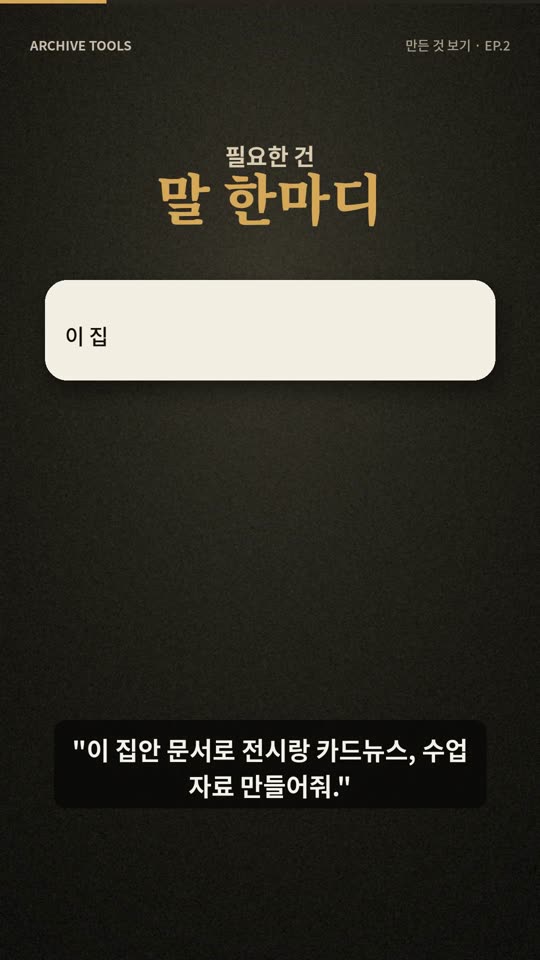 ARCHIVE TOOLS
만든 것 보기 · EP.2
필요한 건
말 한마디
이 집
"이 집안 문서로 전시랑 카드뉴스, 수업
자료 만들어줘."